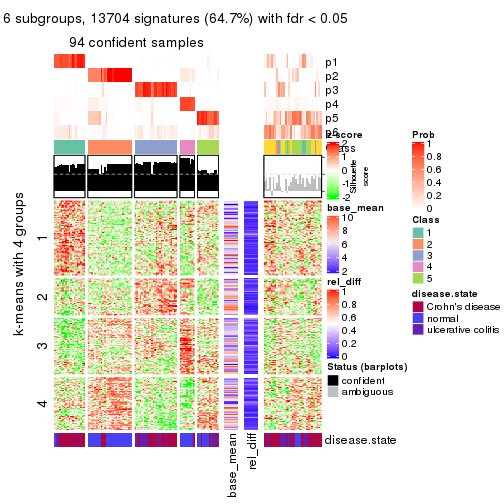 6 subgroups, 13704 signatures (64.7%) with fdr < 0.05
94 confident samples
p1
p2
p3
p4
p5
p6
z-score
2
1
0
-1
-2
Class
Silhouette
score
k-means with 4 groups
1
2
3
4
base_mean
10
8
6
4
2
rel_diff
1
0.8
0.6
0.4
0.2
0
Status (barplots)
confident
ambiguous
Prob
1
0.8
0.6
0.4
0.2
0
Class
1
2
3
4
5
disease.state
Crohn's disease
normal
ulcerative colitis
disease.state
base_mean
rel_diff